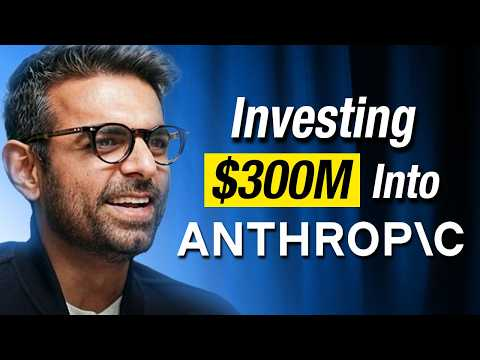 Investing
$300M Into
ANTHROP\C